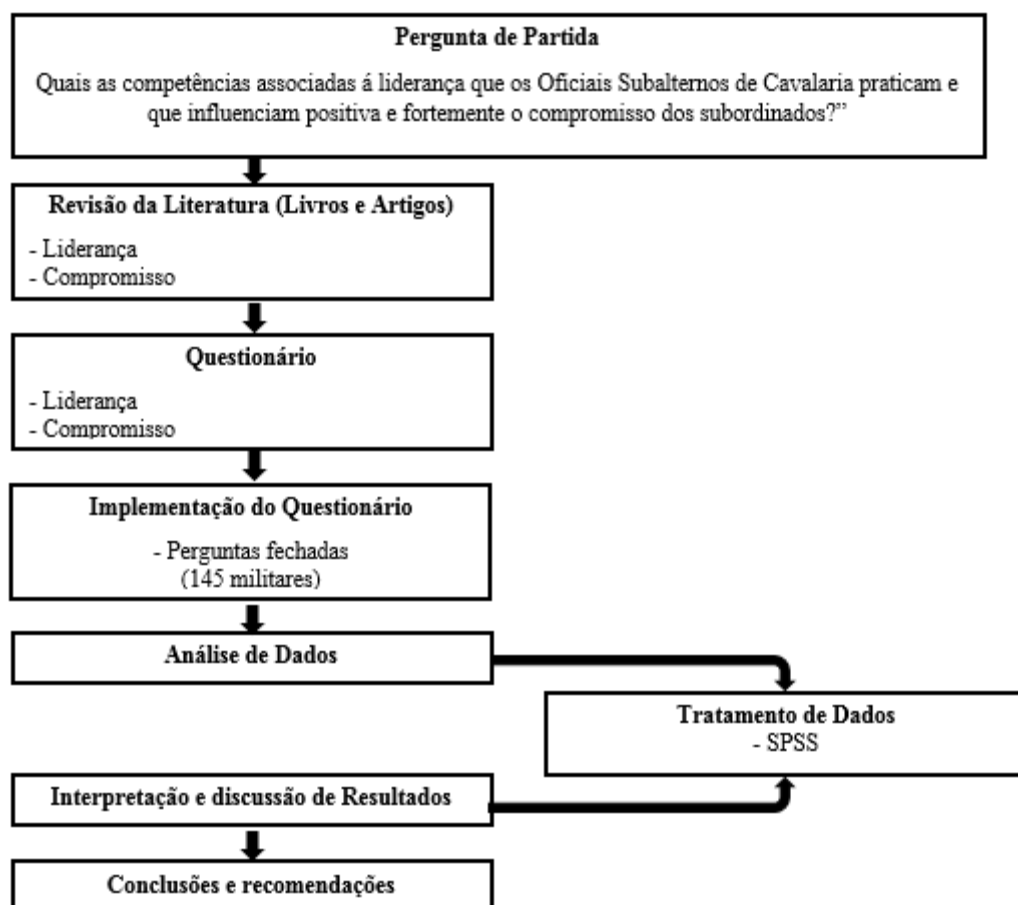 Pergunta de Partida
Quais as competências associadas á liderança que os Oficiais Subalternos de Cavalaria praticam e
que influenciam positiva e fortemente o compromisso dos subordinados?”
Revisão da Literatura (Livros e Artigos)
- Liderança
- Compromisso
Questionário
- Liderança
- Compromisso
Implementação do Questionário
- Perguntas fechadas
(145 militares)
Análise de Dados
Tratamento de Dados
- SPSS
Interpretação e discussão de Resultados
Conclusões e recomendações